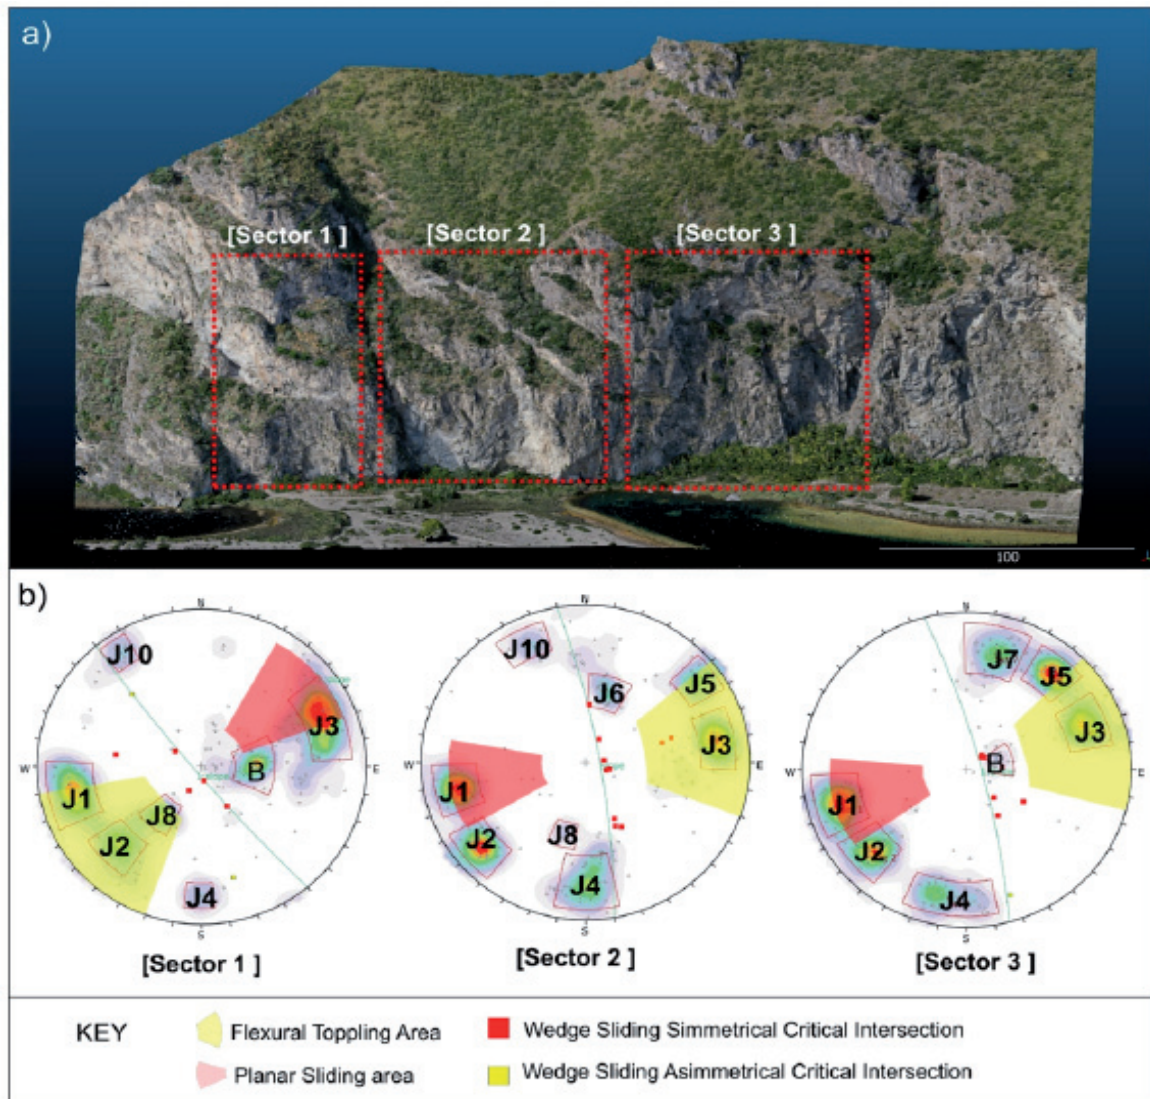 a)
[Sector 1 ]
[Sector 2 ]
[Sector 3 ]
100
b)
N
J10
J3
B
W
E
J1
J8
J2
J4
S
[Sector 1 ]
N
J10
J6
J5
J3
W
E
J1
J2
J8
J4
S
[Sector 2 ]
N
J7
J5
J3
B
W
E
J1
J2
J4
S
[Sector 3 ]
KEY
Flexural Toppling Area
Wedge Sliding Simmetrical Critical Intersection
Planar Sliding area
Wedge Sliding Asimmetrical Critical Intersection